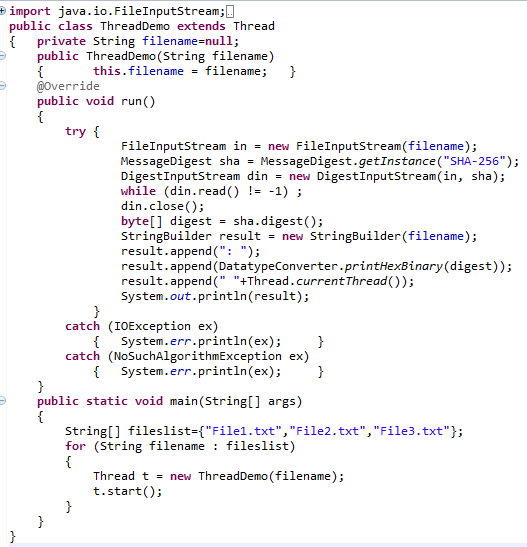 import java.io.FileInputStream;
public class ThreadDemo extends Thread
{   private String filename=null;
    public ThreadDemo(String filename)
    {       this.filename = filename;   }
    @Override
    public void run()
    {
        try {
                FileInputStream in = new FileInputStream(filename);
                MessageDigest sha = MessageDigest.getInstance("SHA-256");
                DigestInputStream din = new DigestInputStream(in, sha);
                while (din.read() != -1) ;
                din.close();
                byte[] digest = sha.digest();
                StringBuilder result = new StringBuilder(filename);
                result.append(": ");
                result.append(DatatypeConverter.printHexBinary(digest));
                result.append(" "+Thread.currentThread());
                System.out.println(result);
            }
        catch (IOException ex)
            {   System.err.println(ex);     }
        catch (NoSuchAlgorithmException ex)
            {   System.err.println(ex);     }
    }
    public static void main(String[] args)
    {
        String[] fileslist={"File1.txt","File2.txt","File3.txt"};
        for (String filename : fileslist)
        {
            Thread t = new ThreadDemo(filename);
            t.start();
        }
    }
}